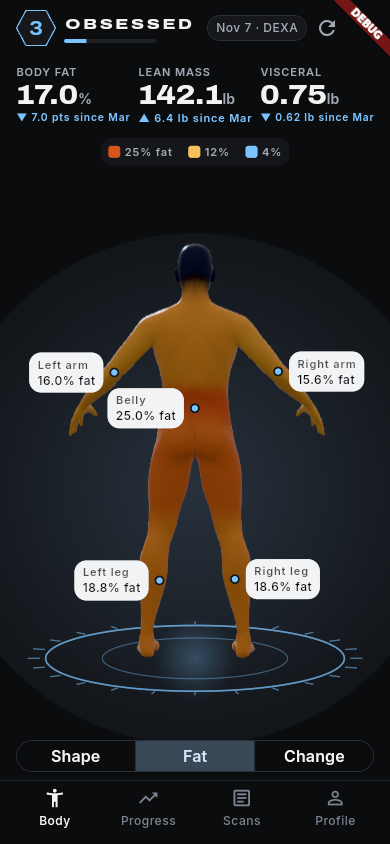 3 OBSESSED
Nov 7 · DEXA
DEBUG
BODY FAT
17.0%
▼ 7.0 pts since Mar
LEAN MASS
142.1lb
▲ 6.4 lb since Mar
VISCERAL
0.75lb
▼ 0.62 lb since Mar
25% fat 12% 4%
Left arm
16.0% fat
Right arm
15.6% fat
Belly
25.0% fat
Left leg
18.8% fat
Right leg
18.6% fat
Shape Fat Change
Body Progress Scans Profile